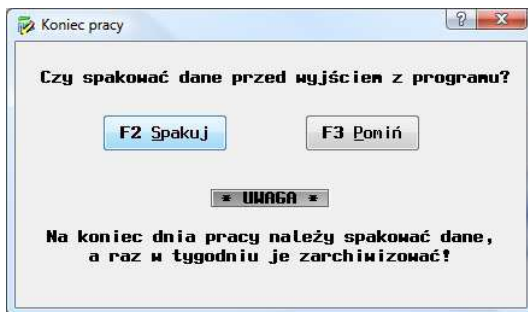 Koniec pracy
Czy spakować dane przed wyjściem z programu?
F2 Spakuj F3 Pomiń
* UWAGA *
Na koniec dnia pracy należy spakować dane,
a raz w tygodniu je zarchiwizować!